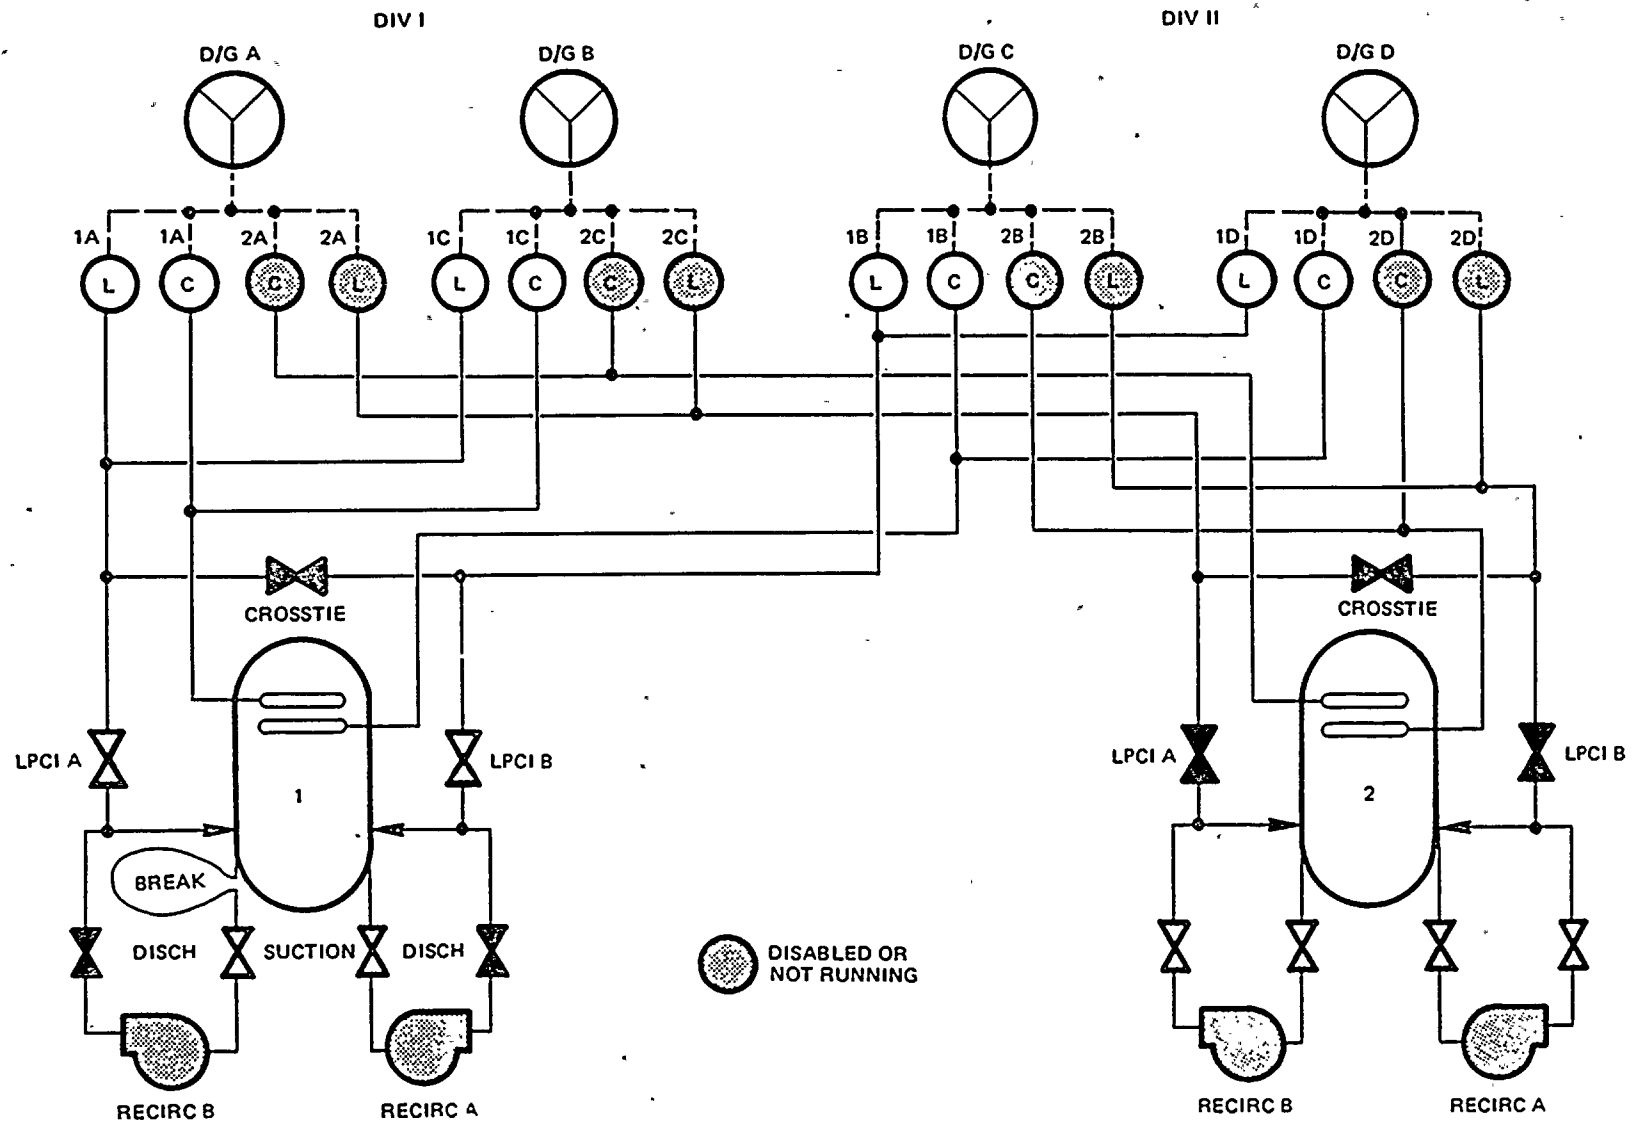 DIV I
DIV II
D/G A
D/G B
D/G C
D/G D
1A 1A 2A 2A
1C 1C 2C 2C
1B 1B 2B 2B
1D 1D 2D 2D
L C C L
L C C L
L C C L
L C C L
CROSSTIE
CROSSTIE
LPCI A
1
LPCI B
LPCI A
2
LPCI B
BREAK
DISCH
SUCTION
DISCH
DISABLED OR
NOT RUNNING
RECIRC B
RECIRC A
RECIRC B
RECIRC A